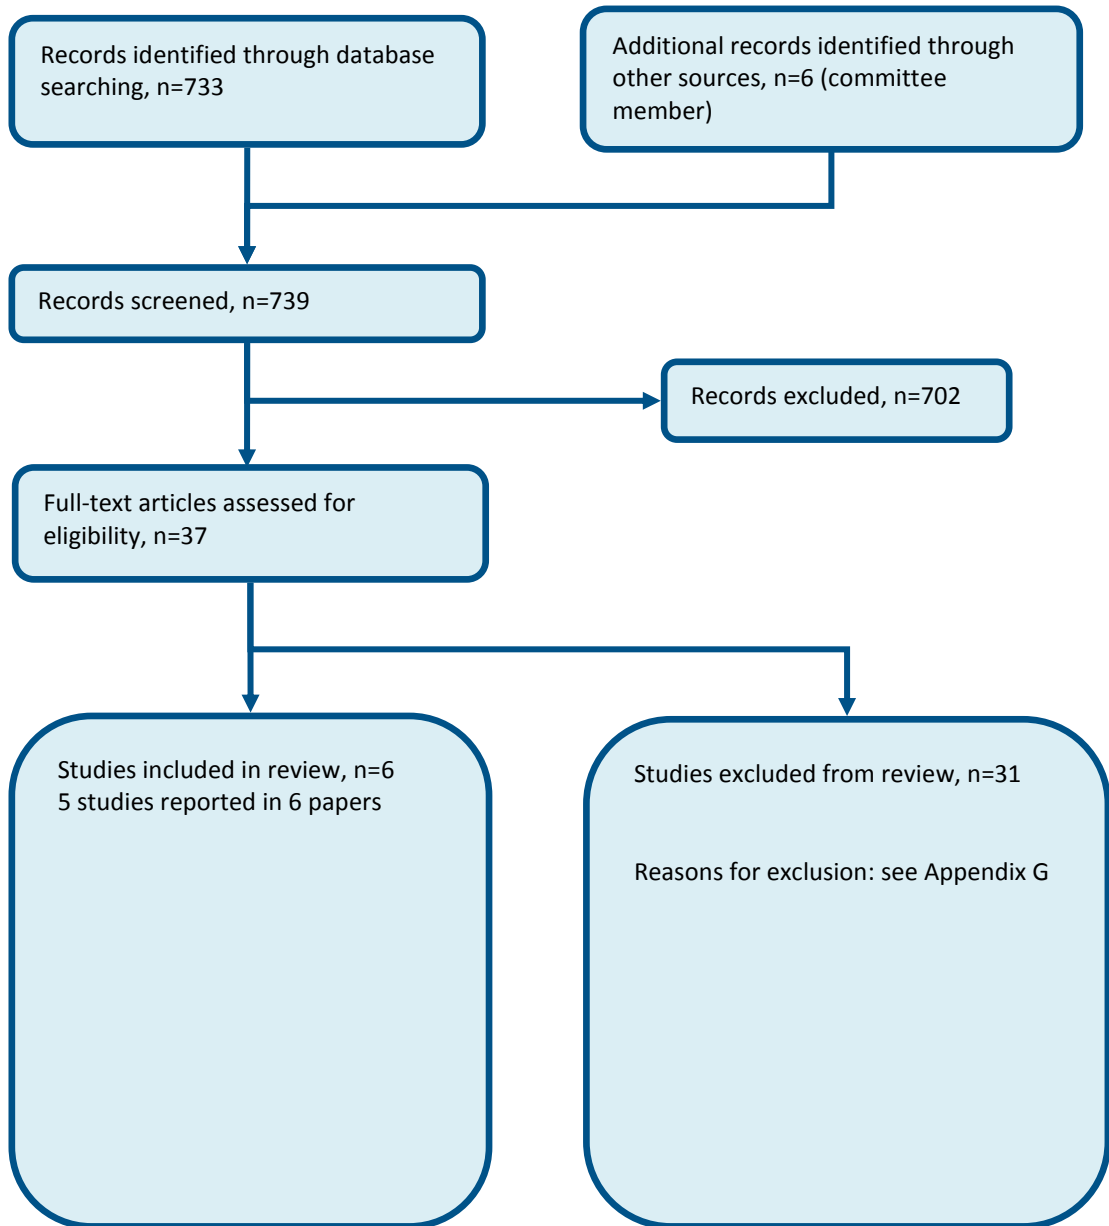 Records identified through database
searching, n=733
Additional records identified through
other sources, n=6 (committee
member)
Records screened, n=739
Records excluded, n=702
Full-text articles assessed for
eligibility, n=37
Studies included in review, n=6
5 studies reported in 6 papers
Studies excluded from review, n=31
Reasons for exclusion: see Appendix G